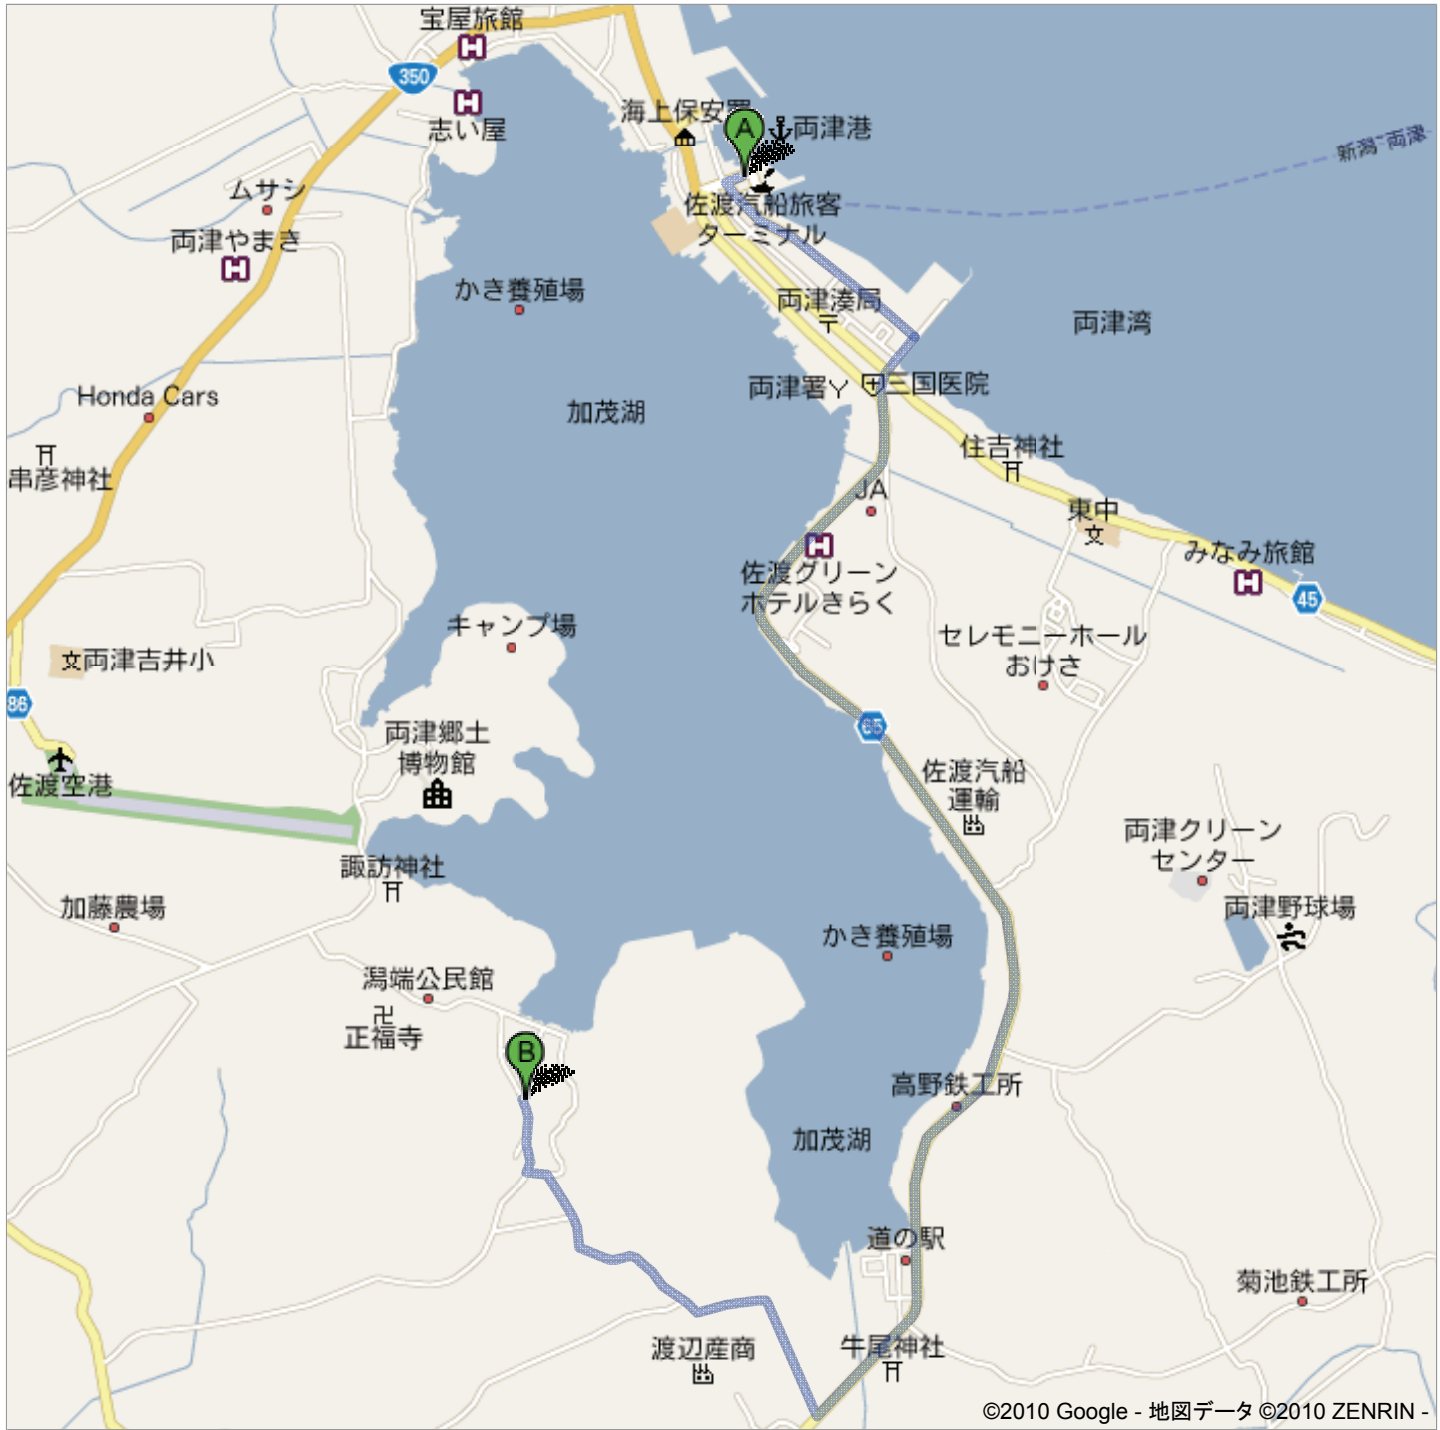 宝屋旅館
350
志い屋
海上保安署
A
両津港
新潟-両津
ムサシ
両津やまき
佐渡汽船旅客
ターミナル
かき養殖場
両津湊局
両津湾
Honda Cars
加茂湖
両津署
三国医院
串彦神社
住吉神社
JA
東中
文
みなみ旅館
45
佐渡グリーン
ホテルきらく
キャンプ場
セレモニーホール
おけさ
文
両津吉井小
86
65
両津郷土
博物館
佐渡空港
佐渡汽船
運輸
両津クリーン
センター
諏訪神社
加藤農場
両津野球場
かき養殖場
潟端公民館
正福寺
B
高野鉄工所
加茂湖
道の駅
菊池鉄工所
渡辺産商
牛尾神社
©2010 Google - 地図データ ©2010 ZENRIN -